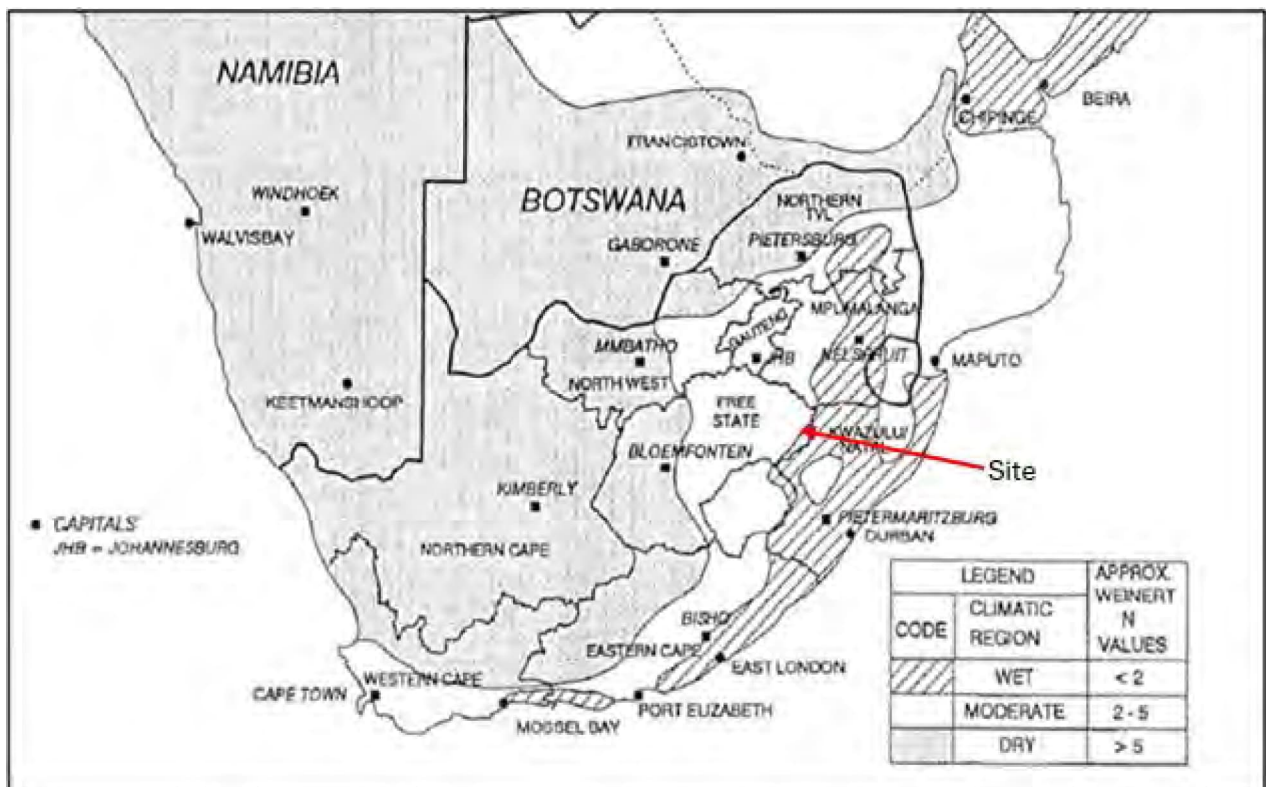 NAMIBIA
BEIRA
CHIPINGE
FRANCISTOWN
WINDHOEK
BOTSWANA
NORTHERN
TVL
WALVISBAY
GABORONE
PIETERSBURG
MPUMALANGA
GAUTENG
MMBATHO
JHB
NELSPRUIT
MAPUTO
NORTH WEST
KEETMANSHOOP
FREE
STATE
KWAZULU/
NATAL
BLOEMFONTEIN
Site
KIMBERLY
CAPITALS
JHB = JOHANNESBURG
PIETERMARITZBURG
DURBAN
NORTHERN CAPE
LEGEND
APPROX.
WEINERT
N
VALUES
CODE
CLIMATIC
REGION
BISHO
EASTERN CAPE
EAST LONDON
WET
< 2
WESTERN CAPE
CAPE TOWN
PORT ELIZABETH
MODERATE
2 - 5
MOSSEL BAY
DRY
> 5